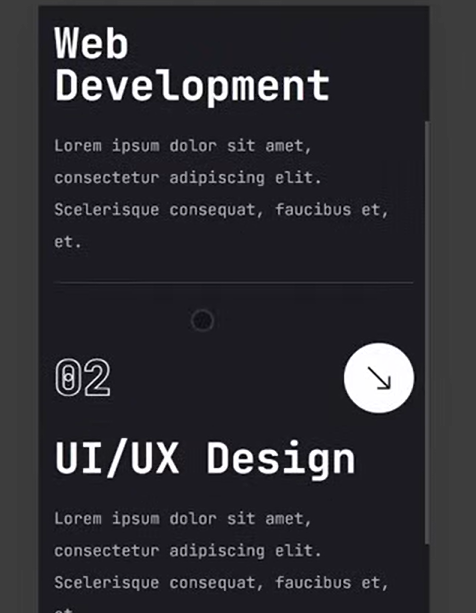 Web
Development
Lorem ipsum dolor sit amet,
consectetur adipiscing elit.
Scelerisque consequat, faucibus et,
et.
02
UI/UX Design
Lorem ipsum dolor sit amet,
consectetur adipiscing elit.
Scelerisque consequat, faucibus et,
et.